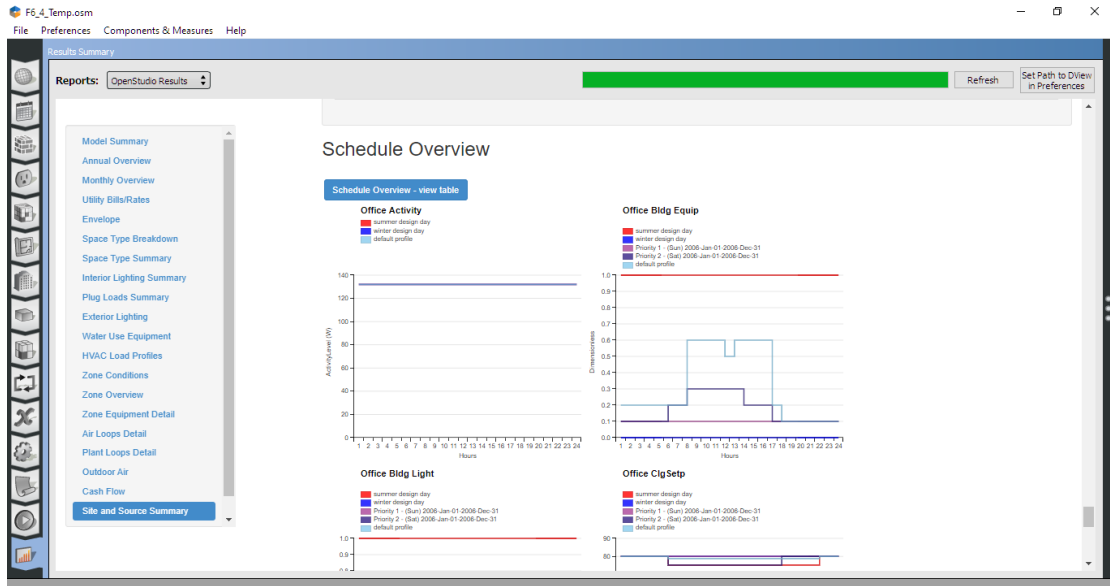 F6_4_Temp.osm
File Preferences Components & Measures Help
Results Summary
Reports: OpenStudio Results
Refresh
Set Path to DView
in Preferences
Model Summary
Annual Overview
Monthly Overview
Utility Bills/Rates
Envelope
Space Type Breakdown
Space Type Summary
Interior Lighting Summary
Plug Loads Summary
Exterior Lighting
Water Use Equipment
HVAC Load Profiles
Zone Conditions
Zone Overview
Zone Equipment Detail
Air Loops Detail
Plant Loops Detail
Outdoor Air
Cash Flow
Site and Source Summary
Schedule Overview
Schedule Overview - view table
Office Activity
summer design day
winter design day
default profile
140
120
100
80
60
40
20
0
ActivityLevel (W)
1 2 3 4 5 6 7 8 9 10 11 12 13 14 15 16 17 18 19 20 21 22 23 24
Hours
Office Bldg Equip
summer design day
winter design day
Priority 1 - (Sun) 2006-Jan-01-2006-Dec-31
Priority 2 - (Sat) 2006-Jan-01-2006-Dec-31
default profile
1.0
0.9
0.8
0.7
0.6
0.5
0.4
0.3
0.2
0.1
0.0
Dimensionless
1 2 3 4 5 6 7 8 9 10 11 12 13 14 15 16 17 18 19 20 21 22 23 24
Hours
Office Bldg Light
summer design day
winter design day
Priority 1 - (Sun) 2006-Jan-01-2006-Dec-31
Priority 2 - (Sat) 2006-Jan-01-2006-Dec-31
default profile
1.0
0.9
0.8
Office ClgSetp
summer design day
winter design day
Priority 1 - (Sun) 2006-Jan-01-2006-Dec-31
Priority 2 - (Sat) 2006-Jan-01-2006-Dec-31
default profile
90
80